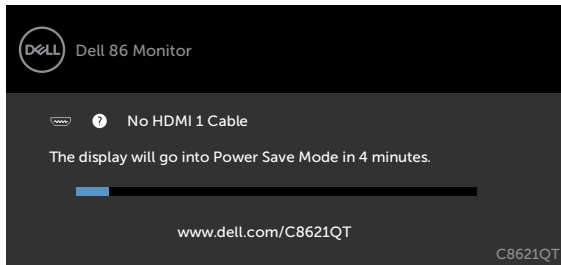 DELL Dell 86 Monitor
? No HDMI 1 Cable
The display will go into Power Save Mode in 4 minutes.
www.dell.com/C8621QT
C8621QT